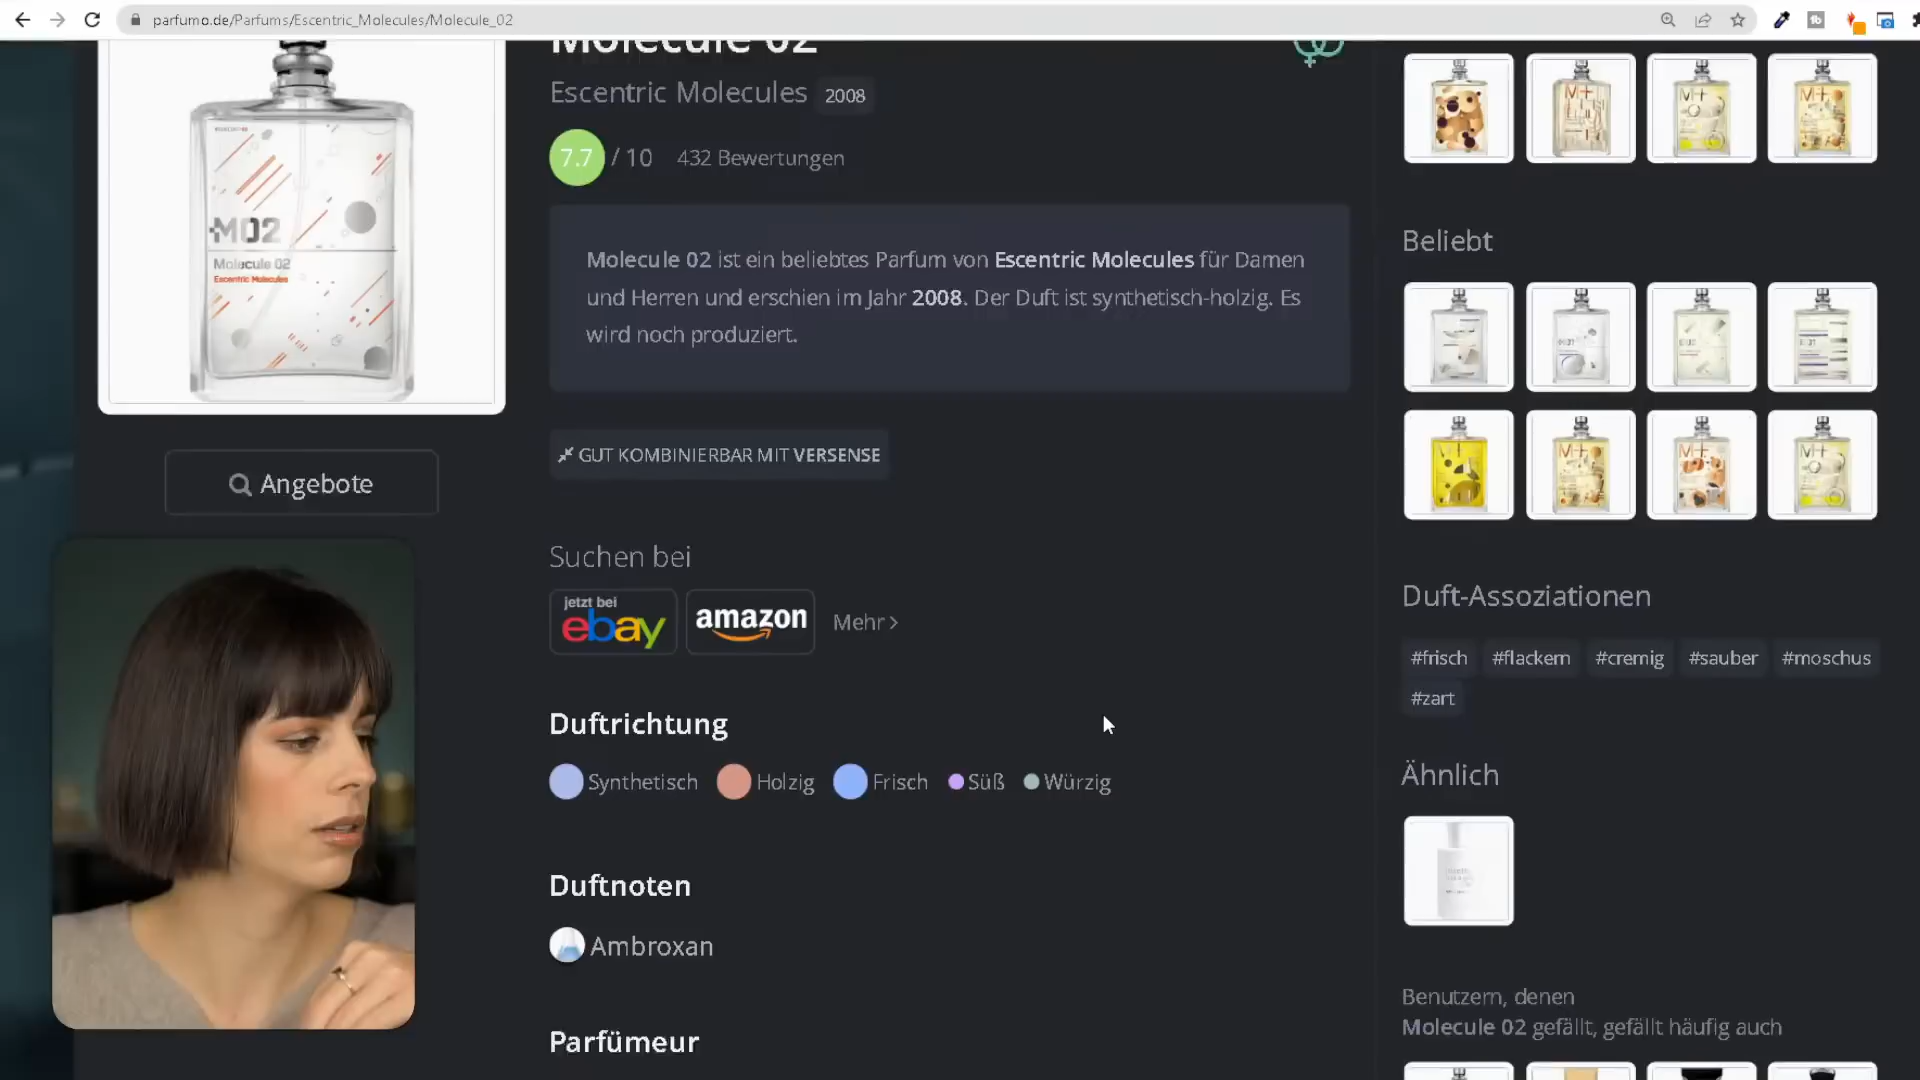 parfumo.de/Parfums/Escentric_Molecules/Molecule_02
Molecule 02
Escentric Molecules 2008
7.7 / 10 432 Bewertungen
Molecule 02 ist ein beliebtes Parfum von Escentric Molecules für Damen
und Herren und erschien im Jahr 2008. Der Duft ist synthetisch-holzig. Es
wird noch produziert.
GUT KOMBINIERBAR MIT VERSENSE
M02
Molecule 02
Escentric Molecules
Angebote
Suchen bei
jetzt bei
ebay
amazon
Mehr >
Duftrichtung
Synthetisch Holzig Frisch Süß Würzig
Duftnoten
Ambroxan
Parfümeur
Beliebt
Duft-Assoziationen
#frisch #flackern #cremig #sauber #moschus
#zart
Ähnlich
Benutzern, denen
Molecule 02 gefällt, gefällt häufig auch